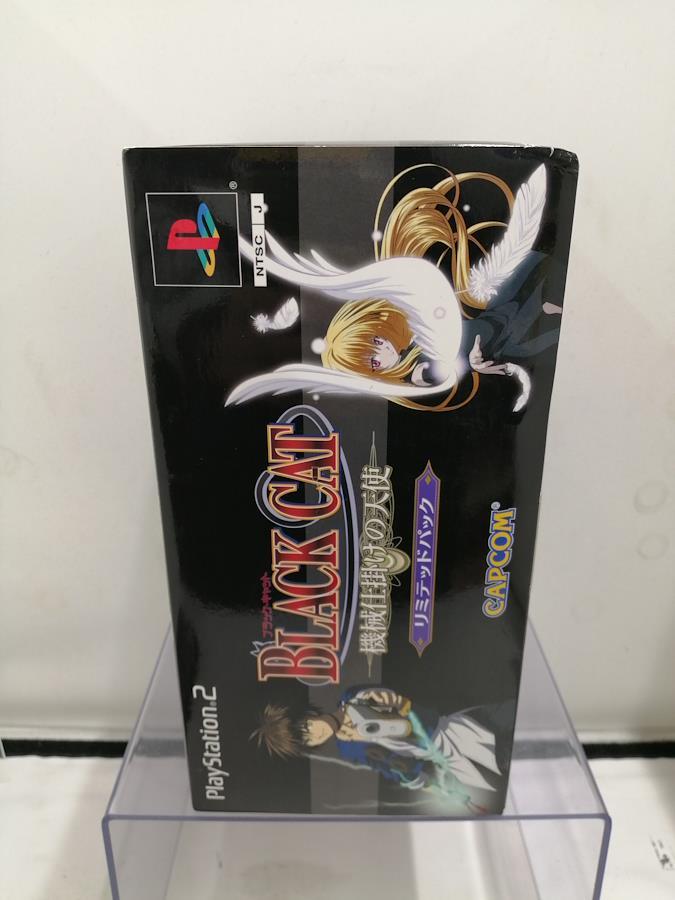 PlayStation®2
ブラック・キャット
BLACK CAT
機械仕掛けの天使
リミテッドパック
CAPCOM®
®
NTSC J